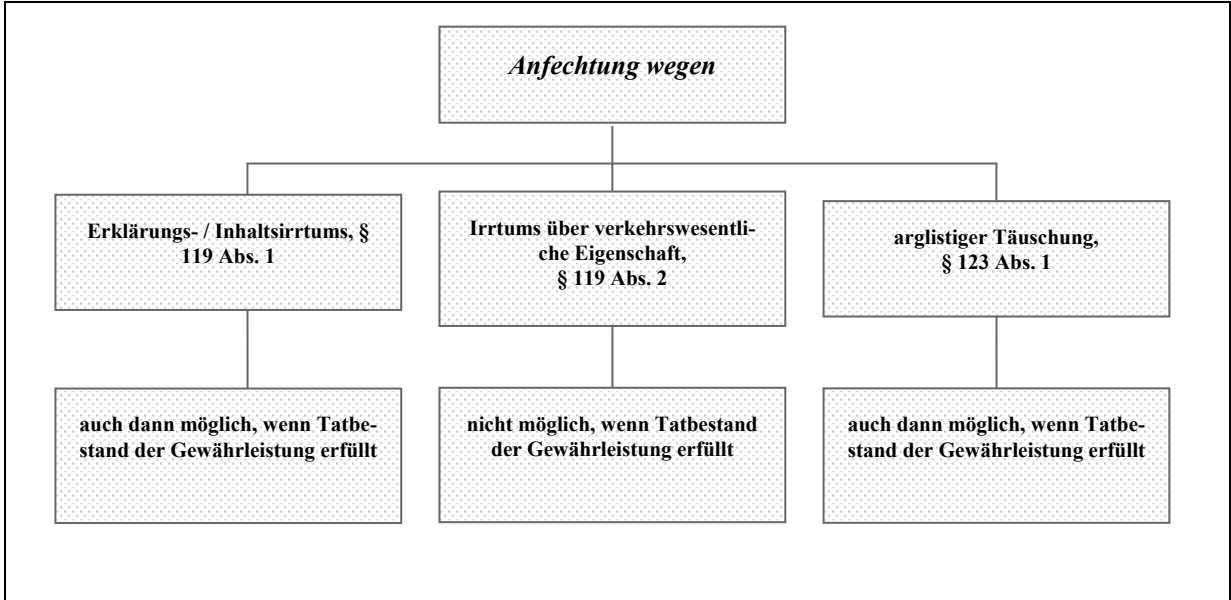 Anfechtung wegen
Erklärungs- / Inhaltsirrtums, §
119 Abs. 1
Irrtums über verkehrswesentli-
che Eigenschaft,
§ 119 Abs. 2
arglistiger Täuschung,
§ 123 Abs. 1
auch dann möglich, wenn Tatbe-
stand der Gewährleistung erfüllt
nicht möglich, wenn Tatbestand
der Gewährleistung erfüllt
auch dann möglich, wenn Tatbe-
stand der Gewährleistung erfüllt